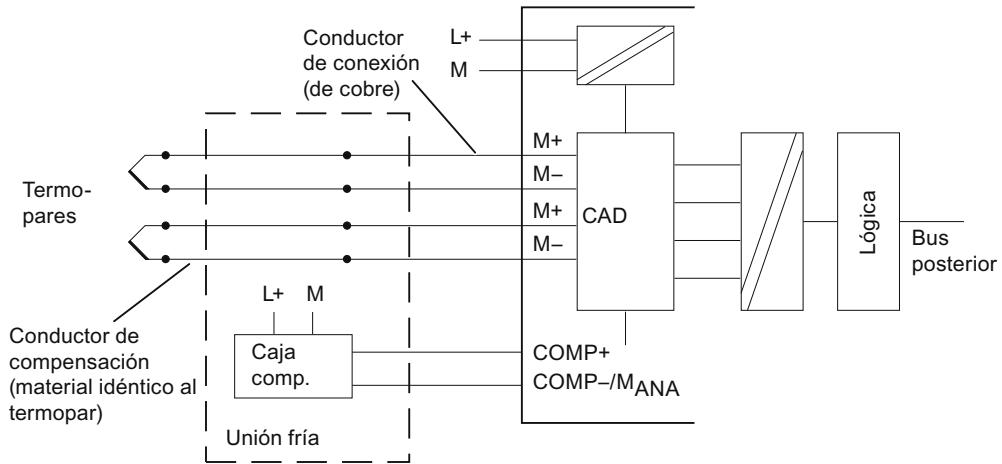 Conductor
de conexión
(de cobre)
L+
M
M+
M–
M+
M–
CAD
Lógica
Bus
posterior
Termo-
pares
L+ M
Conductor de
compensación
(material idéntico al
termopar)
Caja
comp.
COMP+
COMP–/MANA
Unión fría